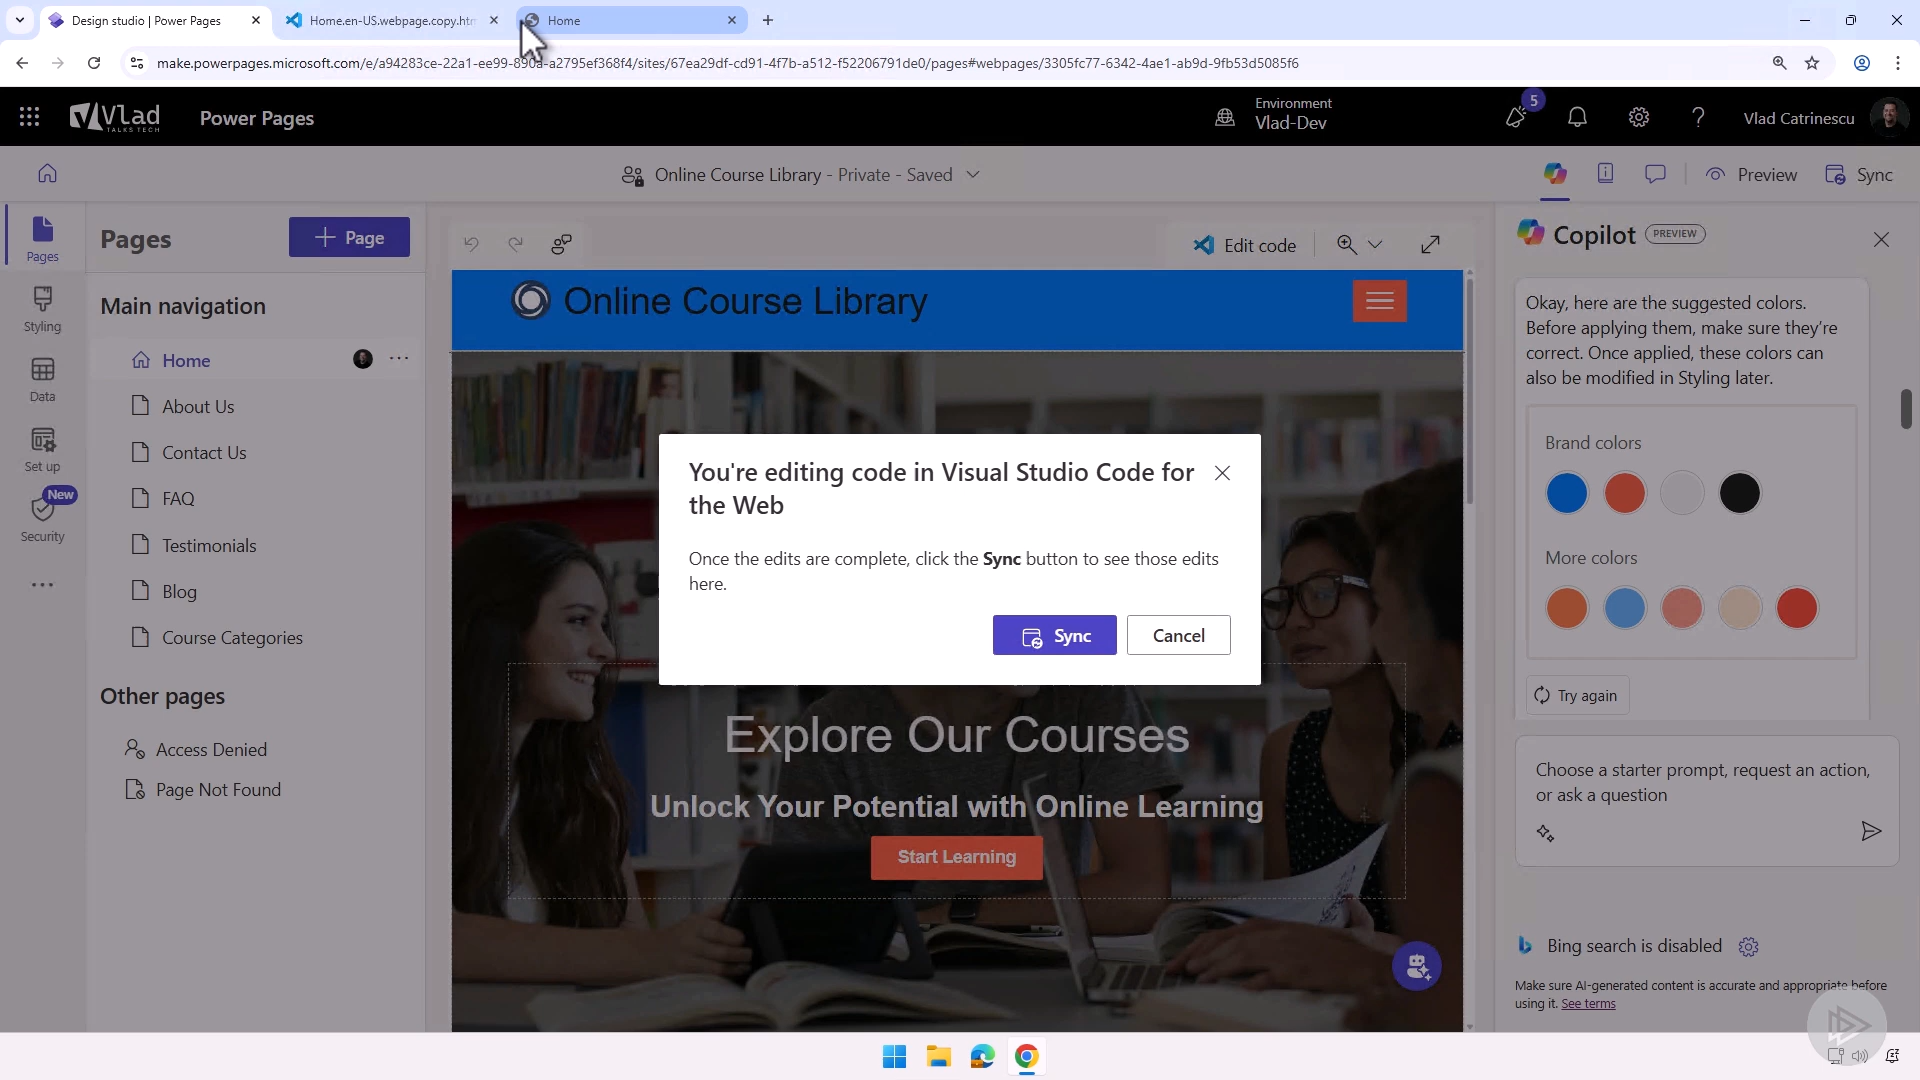 Design studio | Power Pages
Home.en-US.webpage.copy.htm
Home
make.powerpages.microsoft.com/e/a94283ce-22a1-ee99-890a-a2795ef368f4/sites/67ea29df-cd91-4f7b-a512-f52206791de0/pages#webpages/3305fc77-6342-4ae1-ab9d-9fb53d5085f6
Vlad
TALKS TECH
Power Pages
Environment
Vlad-Dev
5
Vlad Catrinescu
Online Course Library - Private - Saved
Preview
Sync
Pages
Styling
Data
Set up
New
Security
Pages
Page
Main navigation
Home
About Us
Contact Us
FAQ
Testimonials
Blog
Course Categories
Other pages
Access Denied
Page Not Found
Edit code
Online Course Library
You're editing code in Visual Studio Code for
the Web
Once the edits are complete, click the Sync button to see those edits
here.
Sync
Cancel
Explore Our Courses
Unlock Your Potential with Online Learning
Start Learning
Copilot
PREVIEW
Okay, here are the suggested colors.
Before applying them, make sure they're
correct. Once applied, these colors can
also be modified in Styling later.
Brand colors
More colors
Try again
Choose a starter prompt, request an action,
or ask a question
Bing search is disabled
Make sure AI-generated content is accurate and appropriate before
using it. See terms